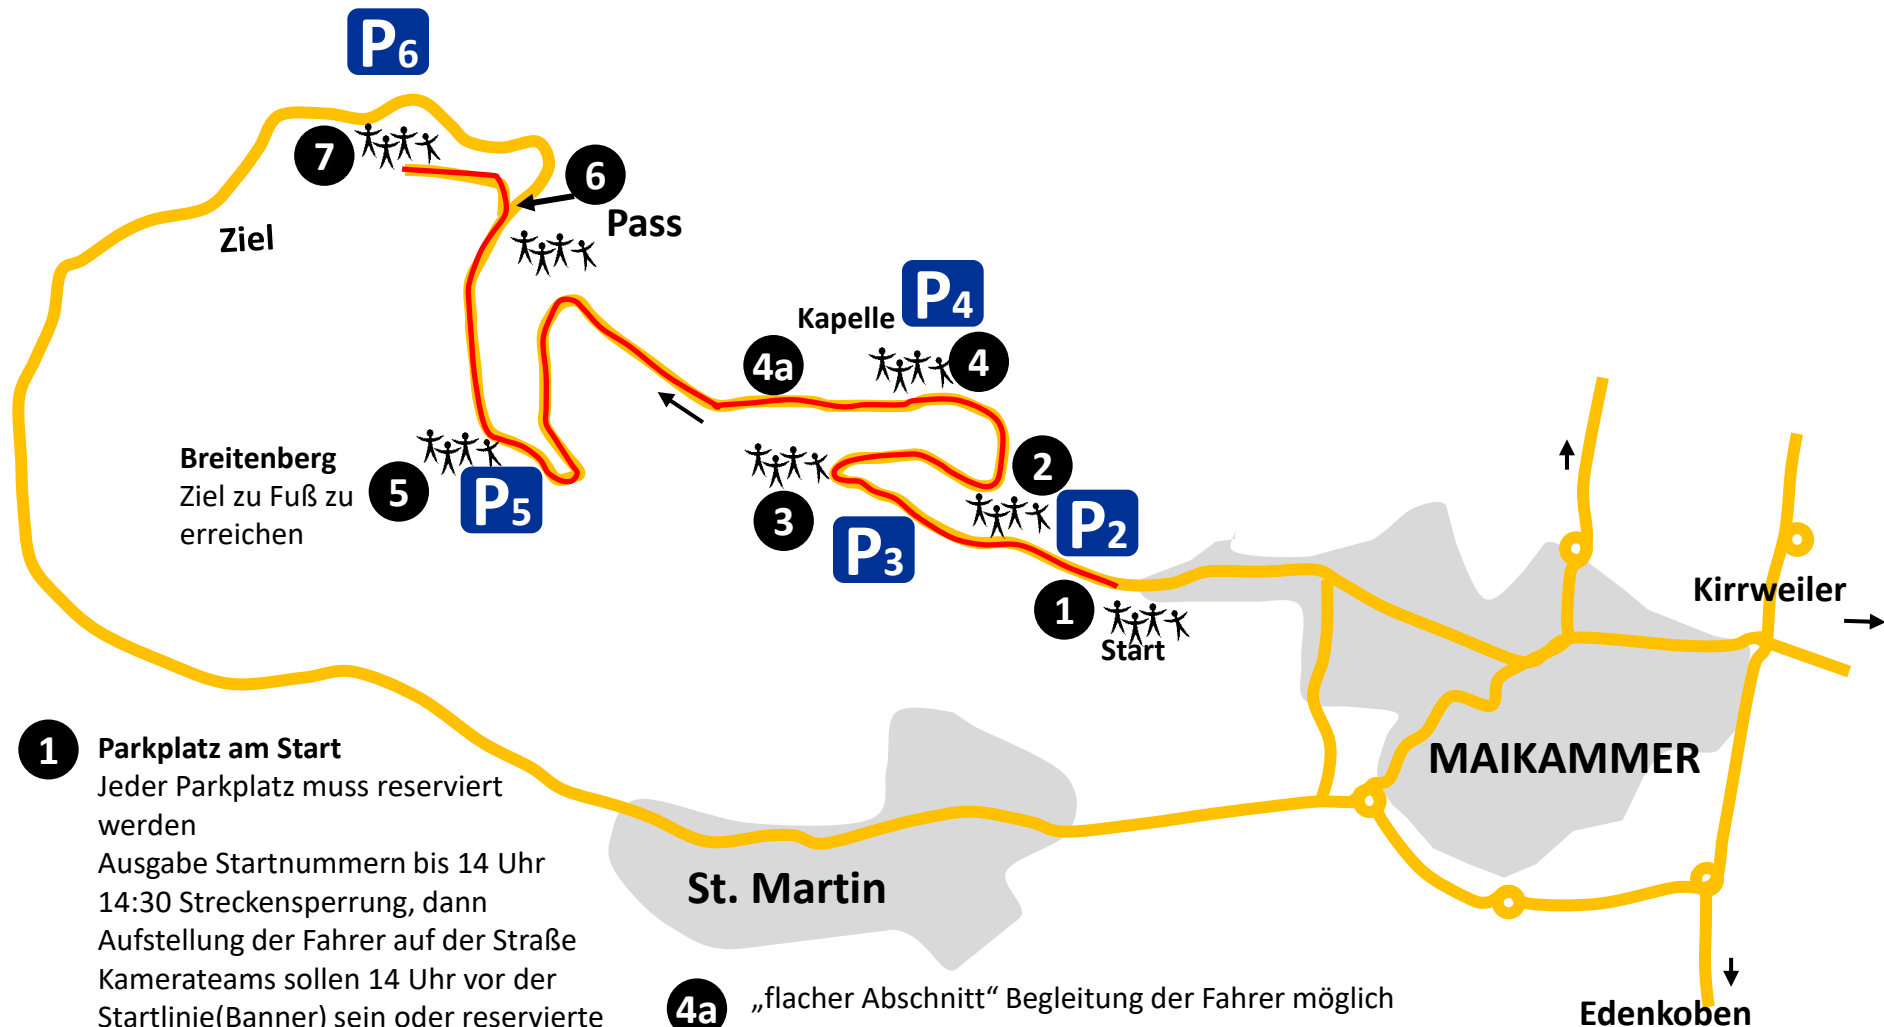 P6
7
6
Pass
Ziel
P4
Kapelle
4a
4
Breitenberg
Ziel zu Fuß zu
erreichen
5
P5
3
P3
2
P2
1
Start
Kirrweiler
MAIKAMMER
St. Martin
Edenkoben
1 Parkplatz am Start
Jeder Parkplatz muss reserviert
werden
Ausgabe Startnummern bis 14 Uhr
14:30 Streckensperrung, dann
Aufstellung der Fahrer auf der Straße
Kamerateams sollen 14 Uhr vor der
Startlinie(Banner) sein oder reservierte
4a „flacher Abschnitt“ Begleitung der Fahrer möglich